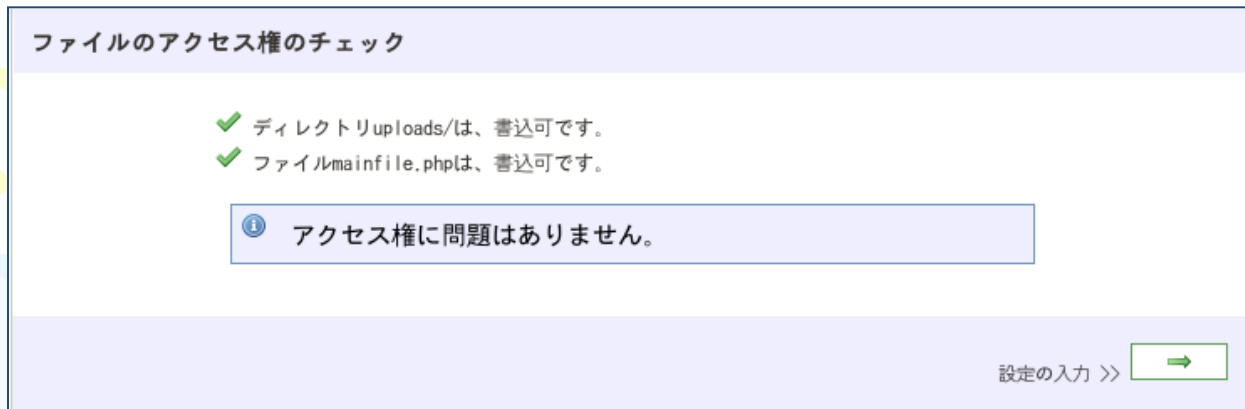 ファイルのアクセス権のチェック
ディレクトリuploads/は、書込可です。
ファイルmainfile.phpは、書込可です。
アクセス権に問題はありません。
設定の入力 >>